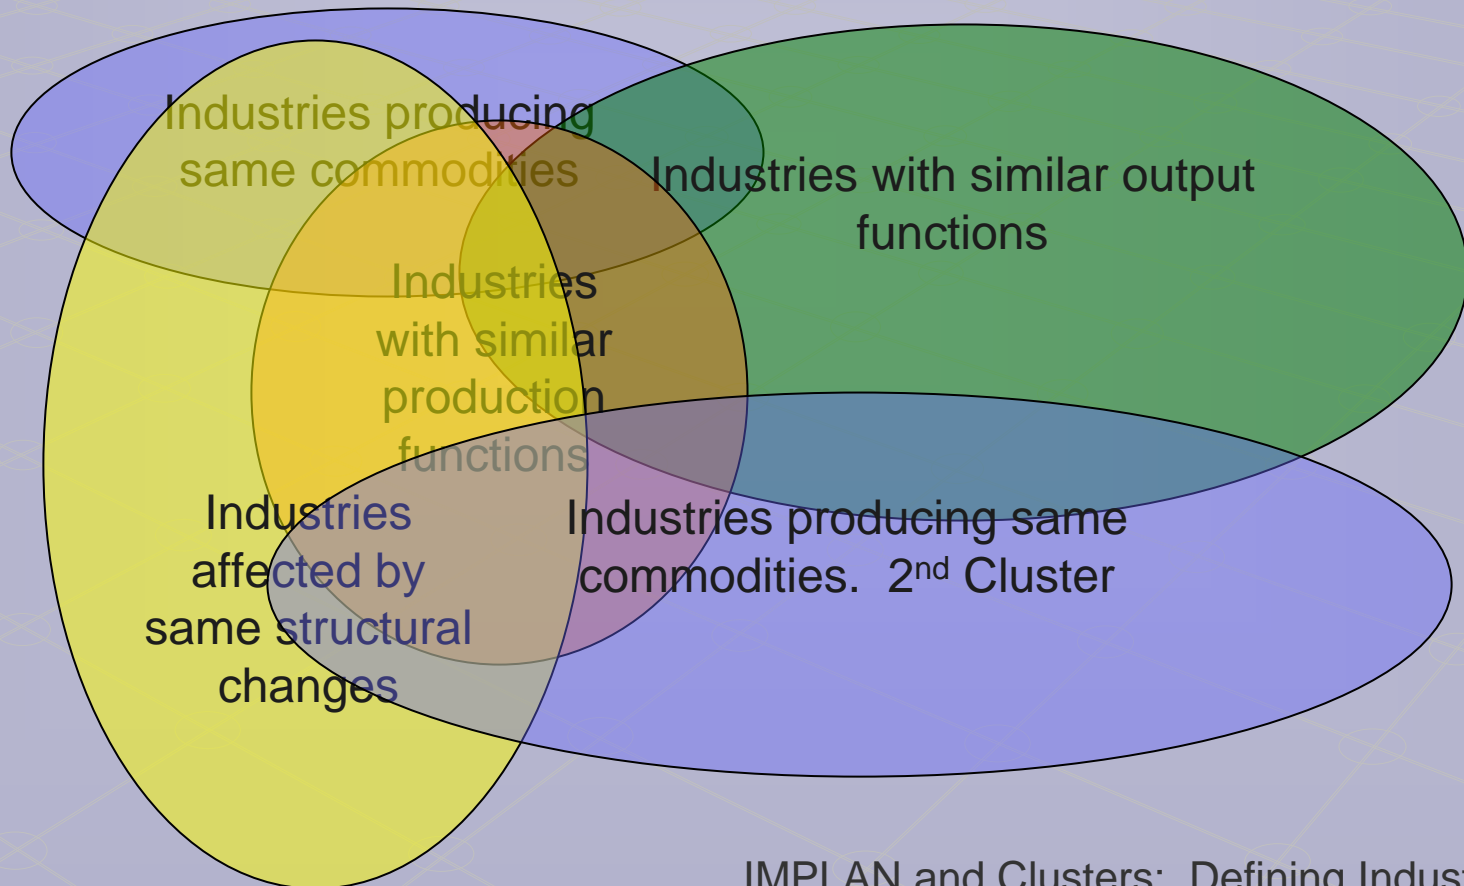 Industries producing
same commodities
Industries with similar output
functions
Industries
with similar
production
functions
Industries
affected by
same structural
changes
Industries producing same
commodities. 2nd Cluster
IMPLAN and Clusters: Defining